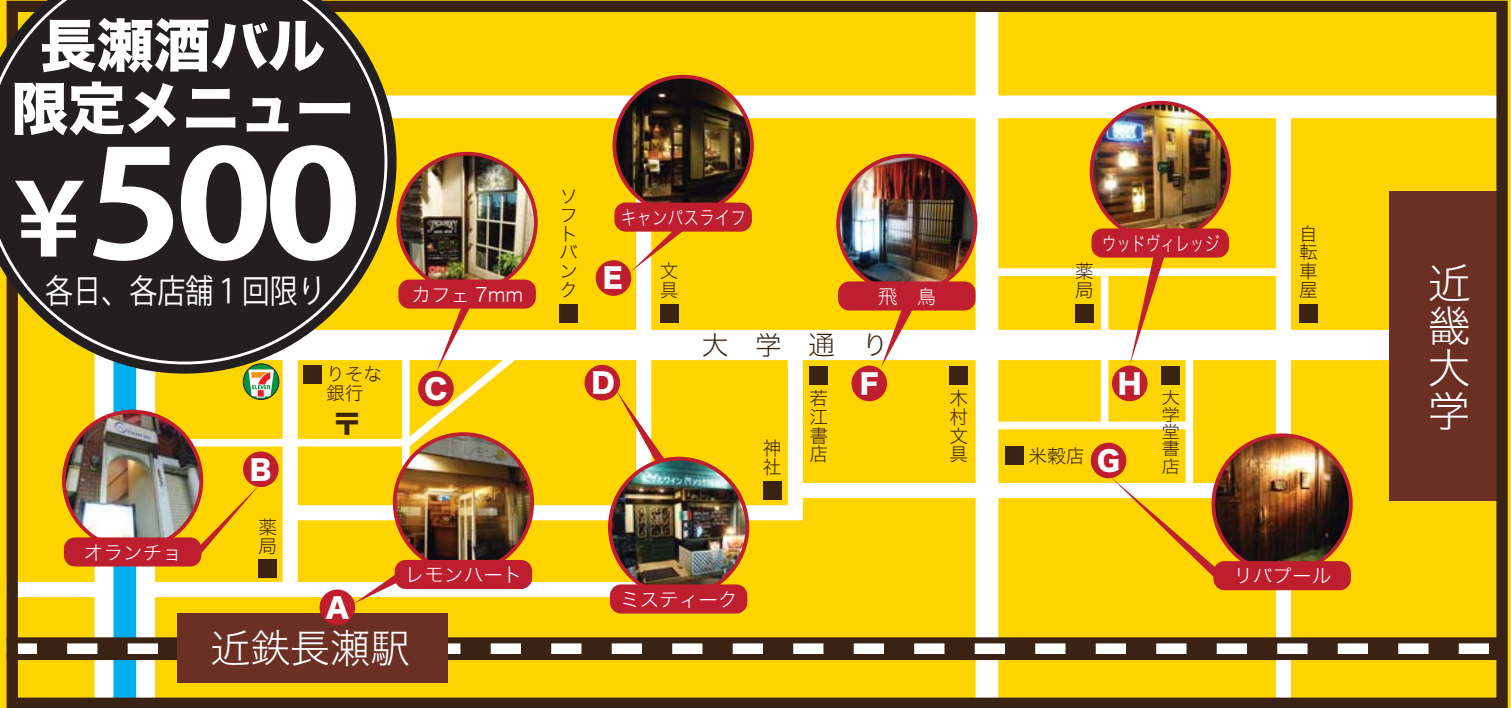 長瀬酒バル
限定メニュー
¥500
各日、各店舗1回限り
カフェ 7mm
C
ソフトバンク
キャンパスライフ
E
文具
飛鳥
F
ウッドヴィレッジ
H
薬局
自転車屋
近畿大学
大学通り
7
ELEVEN
りそな
銀行
〒
D
神社
若江書店
木村文具
大学堂書店
米穀店
G
オランチョ
B
薬局
レモンハート
A
ミスティーク
リバプール
近鉄長瀬駅